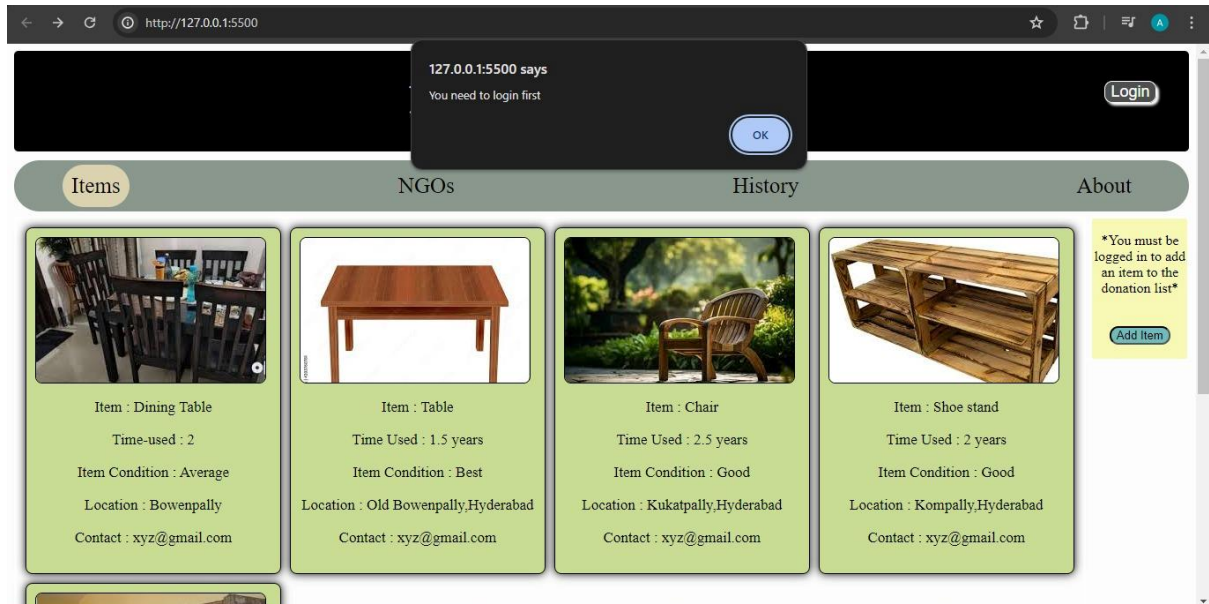 http://127.0.0.1:5500
A
127.0.0.1:5500 says
You need to login first
OK
Login
Items
NGOs
History
About
Item : Dining Table
Time-used : 2
Item Condition : Average
Location : Bowenpally
Contact : xyz@gmail.com
Item : Table
Time Used : 1.5 years
Item Condition : Best
Location : Old Bowenpally,Hyderabad
Contact : xyz@gmail.com
Item : Chair
Time Used : 2.5 years
Item Condition : Good
Location : Kukatpally,Hyderabad
Contact : xyz@gmail.com
Item : Shoe stand
Time Used : 2 years
Item Condition : Good
Location : Kompally,Hyderabad
Contact : xyz@gmail.com
*You must be
logged in to add
an item to the
donation list*
Add Item